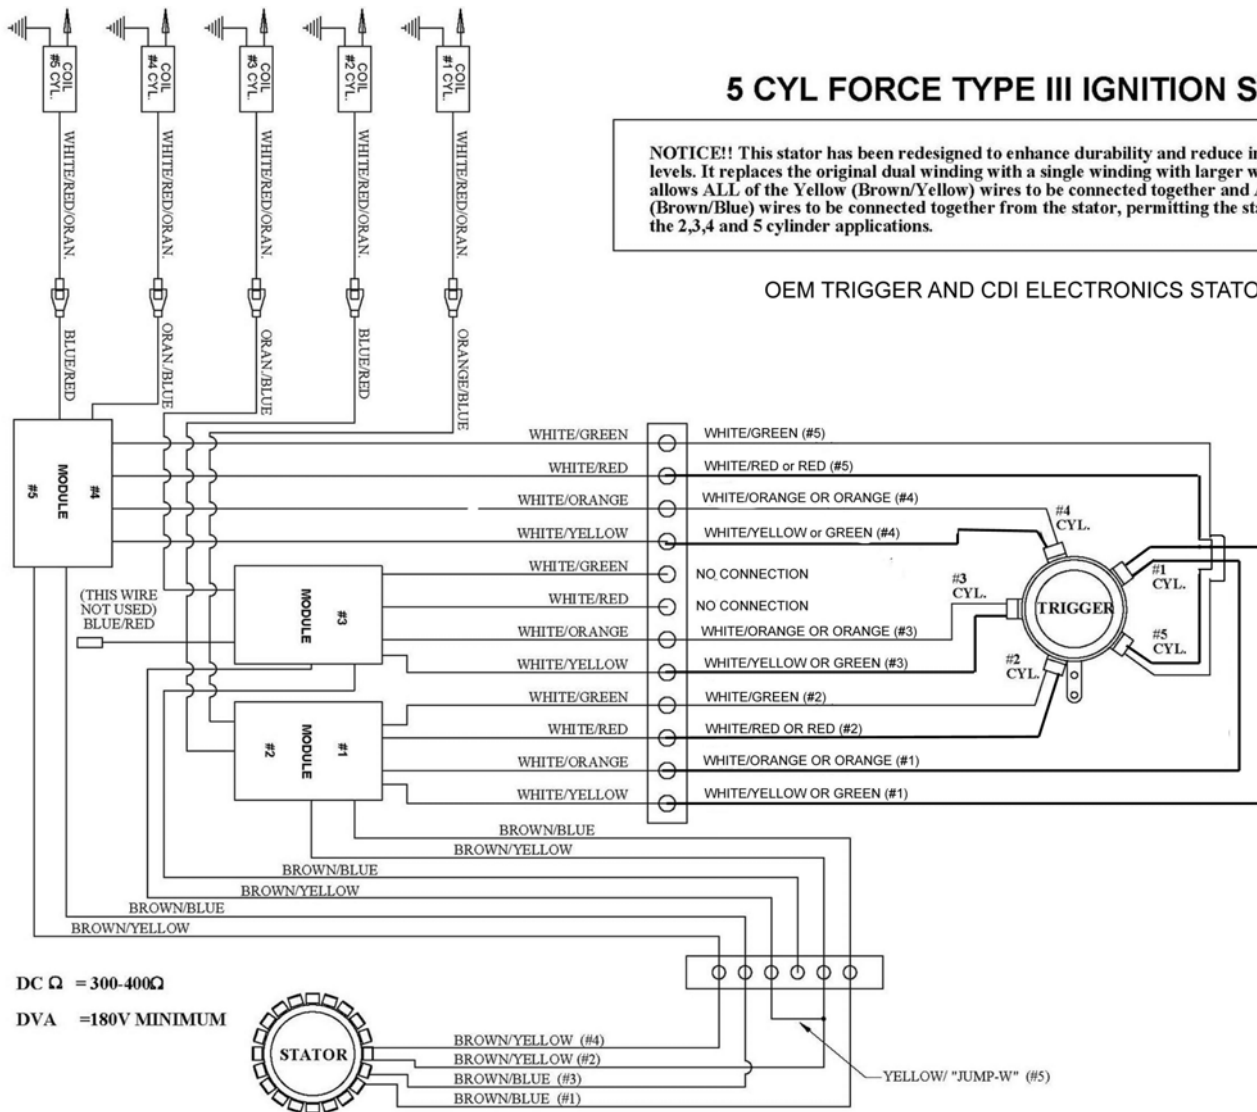 COIL
#5 CYL.
COIL
#4 CYL.
COIL
#3 CYL.
COIL
#2 CYL.
COIL
#1 CYL.
5 CYL FORCE TYPE III IGNITION S
NOTICE!! This stator has been redesigned to enhance durability and reduce in
levels. It replaces the original dual winding with a single winding with larger w
allows ALL of the Yellow (Brown/Yellow) wires to be connected together and A
(Brown/Blue) wires to be connected together from the stator, permitting the sta
the 2,3,4 and 5 cylinder applications.
OEM TRIGGER AND CDI ELECTRONICS STATO
WHITE/RED/ORAN.
WHITE/RED/ORAN.
WHITE/RED/ORAN.
WHITE/RED/ORAN.
WHITE/RED/ORAN.
BLUE/RED
ORAN./BLUE
ORAN./BLUE
BLUE/RED
ORANGE/BLUE
#4
MODULE
#5
WHITE/GREEN
WHITE/GREEN (#5)
WHITE/RED
WHITE/RED or RED (#5)
WHITE/ORANGE
WHITE/ORANGE OR ORANGE (#4)
WHITE/YELLOW
WHITE/YELLOW or GREEN (#4)
WHITE/GREEN
NO CONNECTION
WHITE/RED
NO CONNECTION
WHITE/ORANGE
WHITE/ORANGE OR ORANGE (#3)
WHITE/YELLOW
WHITE/YELLOW OR GREEN (#3)
WHITE/GREEN
WHITE/GREEN (#2)
WHITE/RED
WHITE/RED OR RED (#2)
WHITE/ORANGE
WHITE/ORANGE OR ORANGE (#1)
WHITE/YELLOW
WHITE/YELLOW OR GREEN (#1)
(THIS WIRE
NOT USED)
BLUE/RED
#3
MODULE
#1
MODULE
#2
#4
CYL.
#1
CYL.
#3
CYL.
TRIGGER
#5
CYL.
#2
CYL.
BROWN/BLUE
BROWN/YELLOW
BROWN/BLUE
BROWN/YELLOW
BROWN/BLUE
BROWN/YELLOW
DC Ω = 300-400Ω
DVA =180V MINIMUM
STATOR
BROWN/YELLOW (#4)
BROWN/YELLOW (#2)
BROWN/BLUE (#3)
BROWN/BLUE (#1)
YELLOW/ "JUMP-W" (#5)